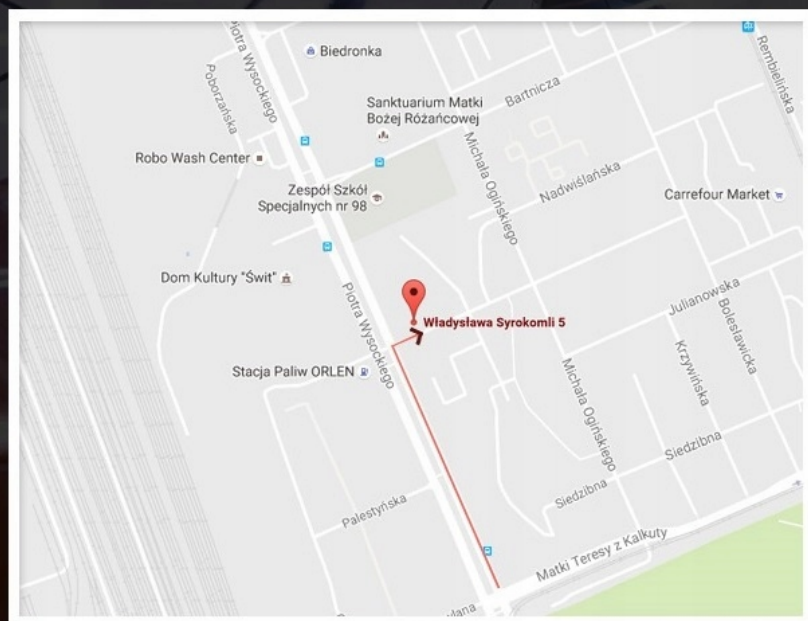 Piotra Wysockiego
Biedronka
Rembielińska
Poborzańska
Sanktuarium Matki
Bożej Różańcowej
Bartnicza
Robo Wash Center
Michała Ogińskiego
Nadwiślańska
Zespół Szkół
Specjalnych nr 98
Carrefour Market
Dom Kultury "Świt"
Piotra Wysockiego
Władysława Syrokomli 5
Julianowska
Bolesławicka
Krzywińska
Stacja Paliw ORLEN
Michała Ogińskiego
Siedzibna
Siedzibna
Palestyńska
Matki Teresy z Kalkuty